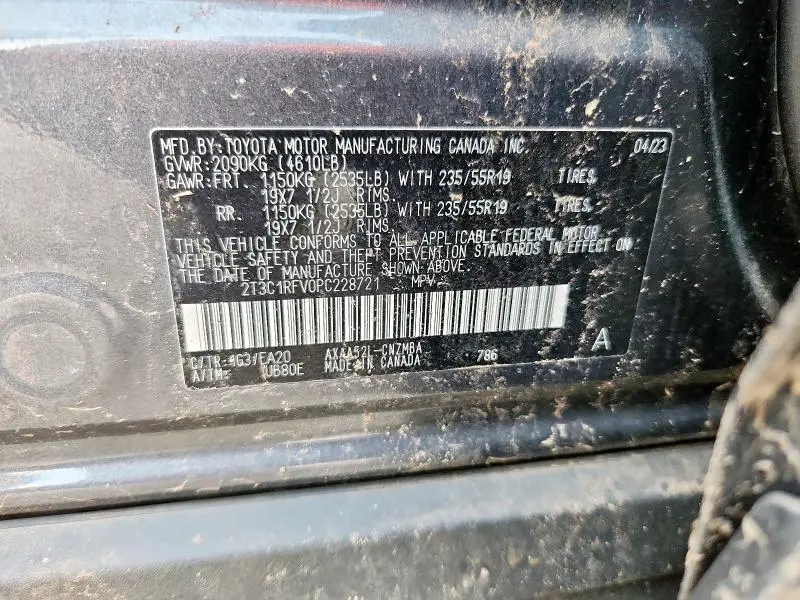 MFD. BY: TOYOTA MOTOR MANUFACTURING CANADA INC. 04/23
GVWR: 2090KG (4610LB)
GAWR: FRT. 1150KG (2535LB) WITH 235/55R19 TIRES,
19X7 1/2J RIMS,
RR. 1150KG (2535LB) WITH 235/55R19 TIRES,
19X7 1/2J RIMS,
THIS VEHICLE CONFORMS TO ALL APPLICABLE FEDERAL MOTOR
VEHICLE SAFETY AND THEFT PREVENTION STANDARDS IN EFFECT ON
THE DATE OF MANUFACTURE SHOWN ABOVE.
2T3C1RFV0PC228721 MPV
C/TR: 1G3/EA20 AXAA52L-CNZMBA 786 A
A/TM: UB80E MADE IN CANADA